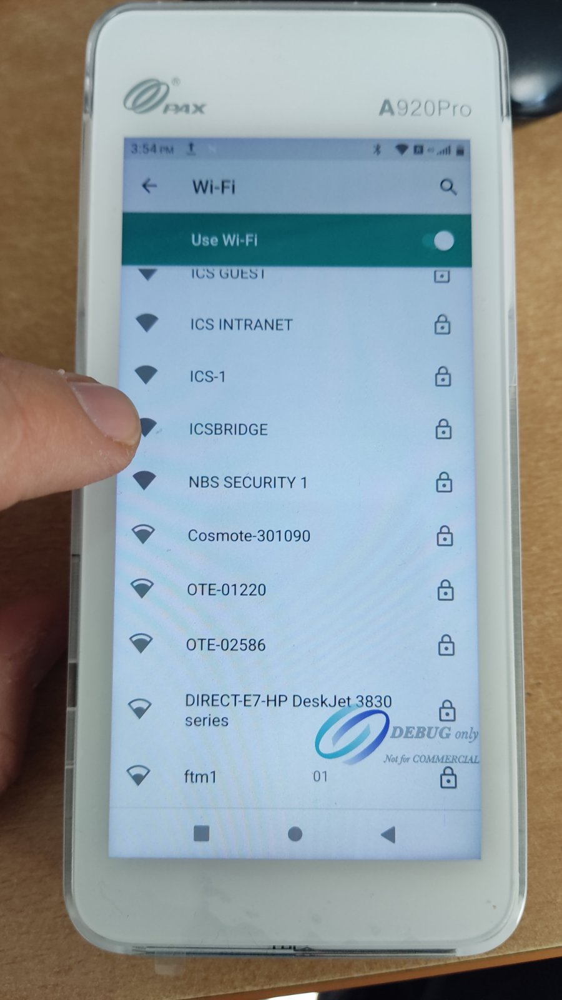 PAX ®
A920Pro
3:54 PM
Wi-Fi
Use Wi-Fi
ICS GUEST
ICS INTRANET
ICS-1
ICSBRIDGE
NBS SECURITY 1
Cosmote-301090
OTE-01220
OTE-02586
DIRECT-E7-HP DeskJet 3830
series
DEBUG only
Not for COMMERCIAL
ftm1 01